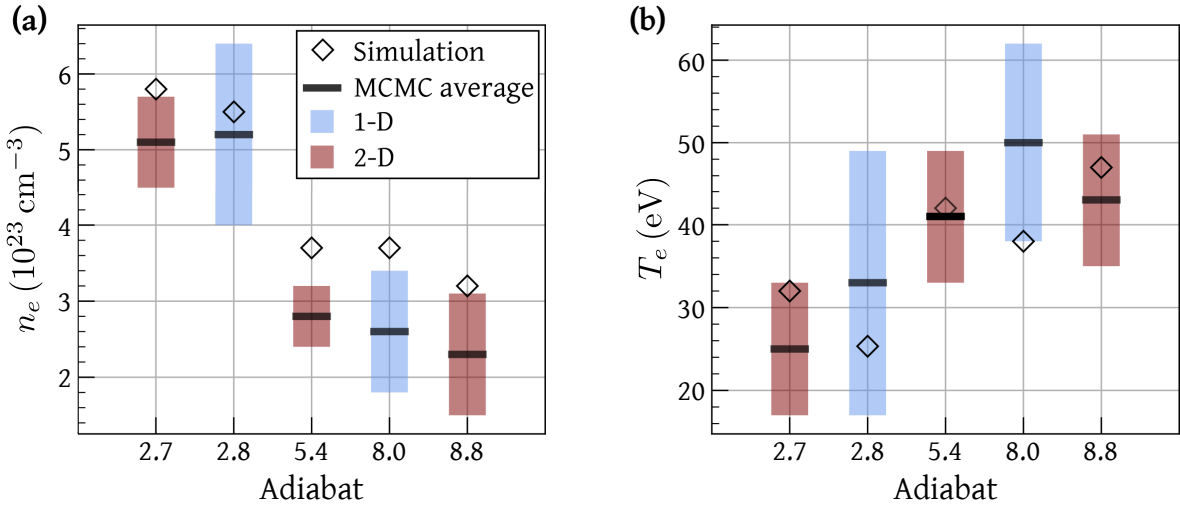 (a)
6
5
4
3
2
n_e (10^23 cm^−3)
Simulation
MCMC average
1-D
2-D
2.7 2.8 5.4 8.0 8.8
Adiabat
(b)
60
50
40
30
20
T_e (eV)
2.7 2.8 5.4 8.0 8.8
Adiabat